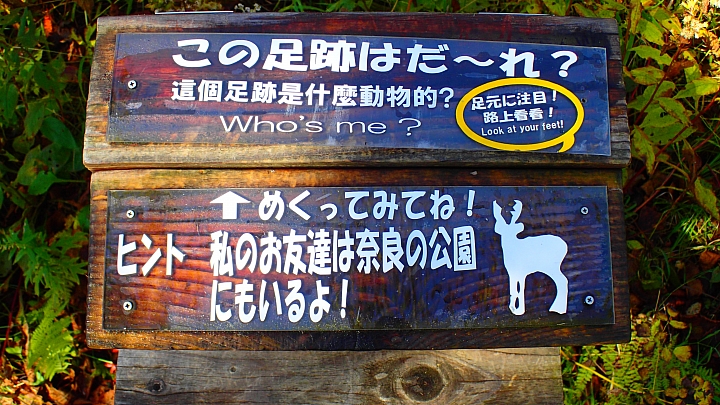 この足跡はだ～れ？
這個足跡是什麼動物的?
Who's me ?
足元に注目!
路上看看!
Look at your feet!
↑めくってみてね!
ヒント 私のお友達は奈良の公園
にもいるよ!